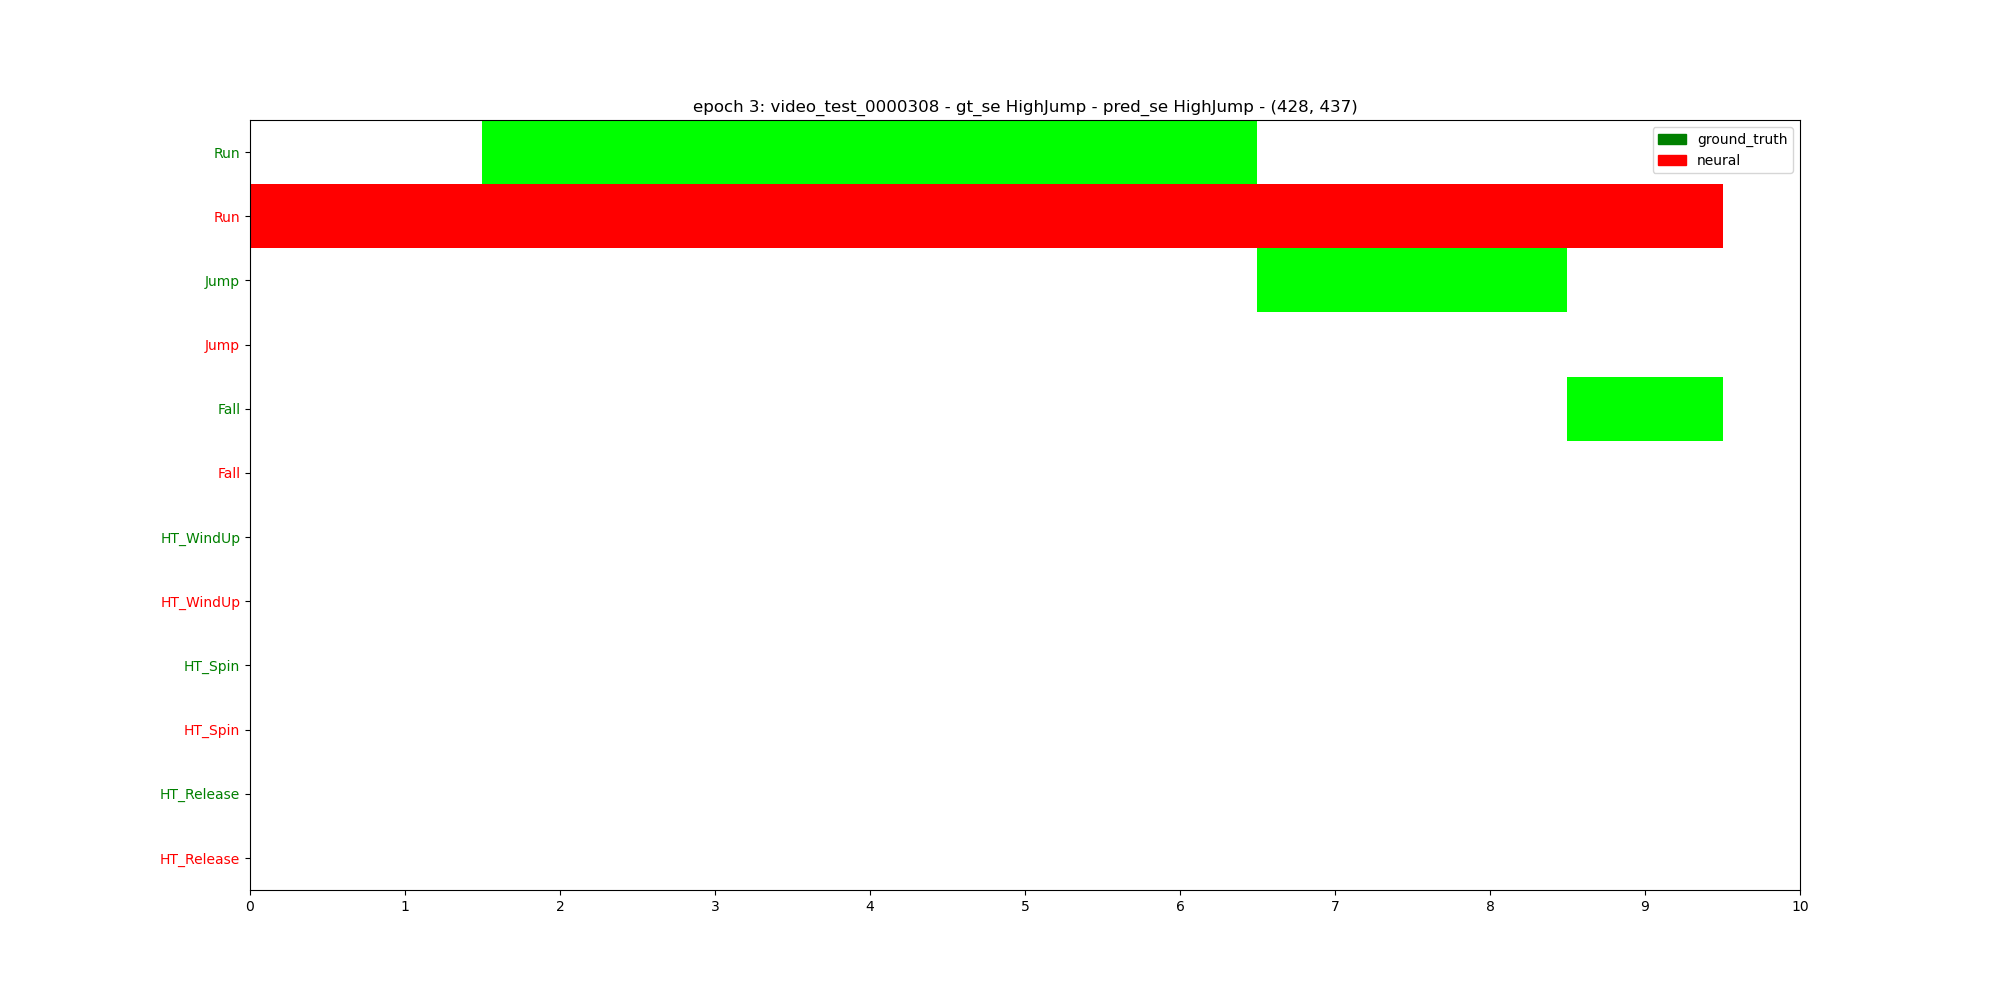 epoch 3: video_test_0000308 - gt_se HighJump - pred_se HighJump - (428, 437)
ground_truth
neural
Run
Run
Jump
Jump
Fall
Fall
HT_WindUp
HT_WindUp
HT_Spin
HT_Spin
HT_Release
HT_Release
0 1 2 3 4 5 6 7 8 9 10